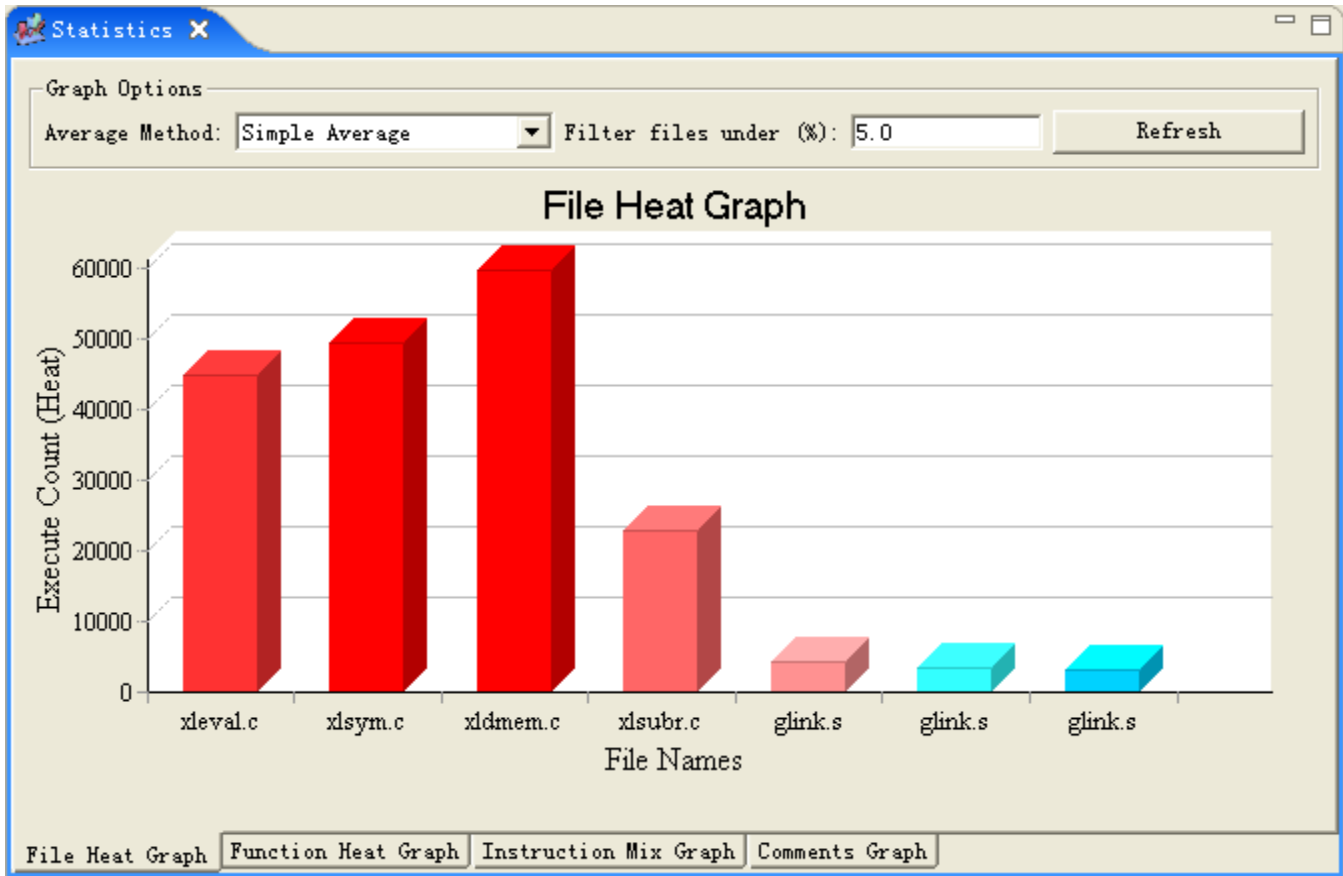 Statistics
Graph Options
Average Method: Simple Average Filter files under (%): 5.0 Refresh
File Heat Graph
60000
50000
40000
30000
20000
10000
0
Execute Count (Heat)
xleval.c xlsym.c xldmem.c xlsubr.c glink.s glink.s glink.s
File Names
File Heat Graph Function Heat Graph Instruction Mix Graph Comments Graph